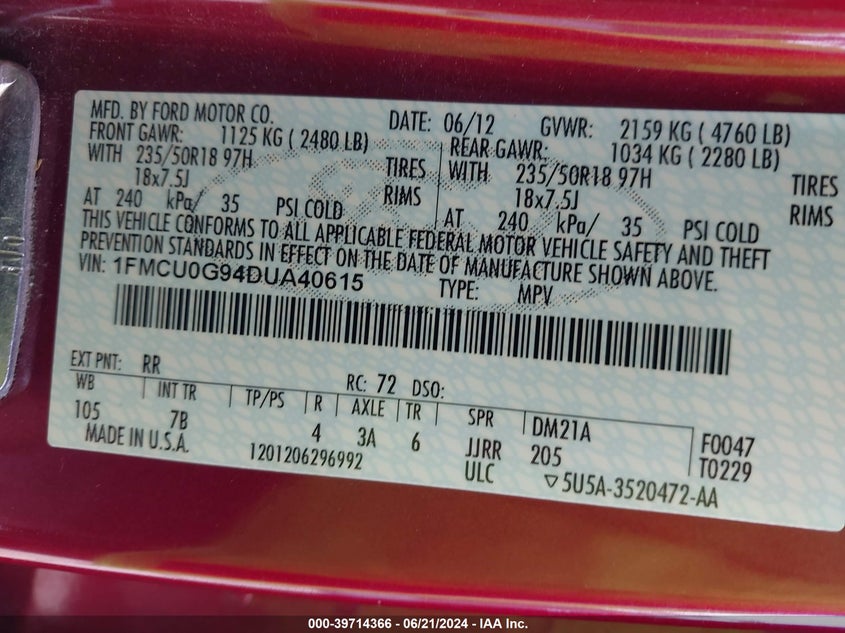 MFD. BY FORD MOTOR CO. DATE: 06/12 GVWR: 2159 KG ( 4760 LB)
FRONT GAWR: 1125 KG ( 2480 LB) REAR GAWR: 1034 KG ( 2280 LB)
WITH 235/50R18 97H TIRES WITH 235/50R18 97H TIRES
18x7.5J RIMS 18x7.5J RIMS
AT 240 kPa/ 35 PSI COLD AT 240 kPa/ 35 PSI COLD
THIS VEHICLE CONFORMS TO ALL APPLICABLE FEDERAL MOTOR VEHICLE SAFETY AND THEFT
PREVENTION STANDARDS IN EFFECT ON THE DATE OF MANUFACTURE SHOWN ABOVE.
VIN: 1FMCU0G94DUA40615 TYPE: MPV
EXT PNT: RR RC: 72 DSO:
WB INT TR TP/PS R AXLE TR SPR DM21A F0047
105 7B 4 3A 6 JJRR 205 T0229
MADE IN U.S.A. 1201206296992 ULC ▽5U5A-3520472-AA
000-39714366 - 06/21/2024 - IAA Inc.